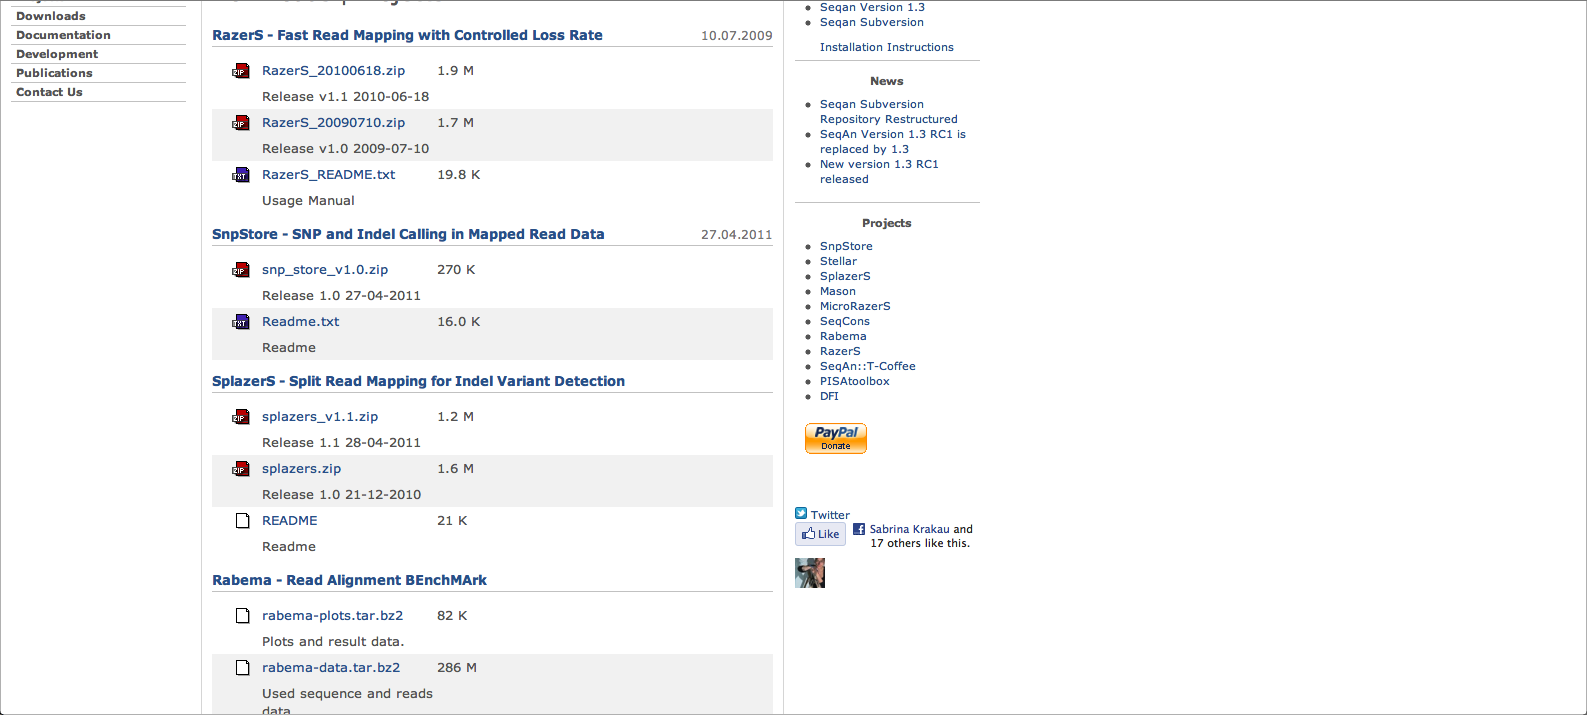 Downloads
Documentation
Development
Publications
Contact Us
RazerS - Fast Read Mapping with Controlled Loss Rate 10.07.2009
ZIP RazerS_20100618.zip 1.9 M
Release v1.1 2010-06-18
ZIP RazerS_20090710.zip 1.7 M
Release v1.0 2009-07-10
TXT RazerS_README.txt 19.8 K
Usage Manual
SnpStore - SNP and Indel Calling in Mapped Read Data 27.04.2011
ZIP snp_store_v1.0.zip 270 K
Release 1.0 27-04-2011
TXT Readme.txt 16.0 K
Readme
SplazerS - Split Read Mapping for Indel Variant Detection
ZIP splazers_v1.1.zip 1.2 M
Release 1.1 28-04-2011
ZIP splazers.zip 1.6 M
Release 1.0 21-12-2010
README 21 K
Readme
Rabema - Read Alignment BEnchMArk
rabema-plots.tar.bz2 82 K
Plots and result data.
rabema-data.tar.bz2 286 M
Used sequence and reads
data
Seqan Version 1.3
Seqan Subversion
Installation Instructions
News
Seqan Subversion
Repository Restructured
SeqAn Version 1.3 RC1 is
replaced by 1.3
New version 1.3 RC1
released
Projects
SnpStore
Stellar
SplazerS
Mason
MicroRazerS
SeqCons
Rabema
RazerS
SeqAn::T-Coffee
PISAtoolbox
DFI
PayPal
Donate
Twitter
Like Sabrina Krakau and
17 others like this.